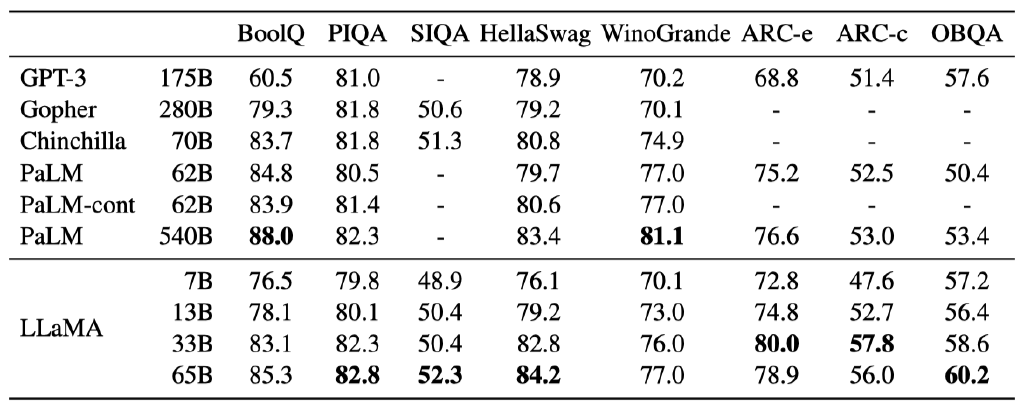 BoolQ PIQA SIQA HellaSwag WinoGrande ARC-e ARC-c OBQA
GPT-3 175B 60.5 81.0 - 78.9 70.2 68.8 51.4 57.6
Gopher 280B 79.3 81.8 50.6 79.2 70.1 - - -
Chinchilla 70B 83.7 81.8 51.3 80.8 74.9 - - -
PaLM 62B 84.8 80.5 - 79.7 77.0 75.2 52.5 50.4
PaLM-cont 62B 83.9 81.4 - 80.6 77.0 - - -
PaLM 540B 88.0 82.3 - 83.4 81.1 76.6 53.0 53.4
7B 76.5 79.8 48.9 76.1 70.1 72.8 47.6 57.2
13B 78.1 80.1 50.4 79.2 73.0 74.8 52.7 56.4
LLaMA
33B 83.1 82.3 50.4 82.8 76.0 80.0 57.8 58.6
65B 85.3 82.8 52.3 84.2 77.0 78.9 56.0 60.2